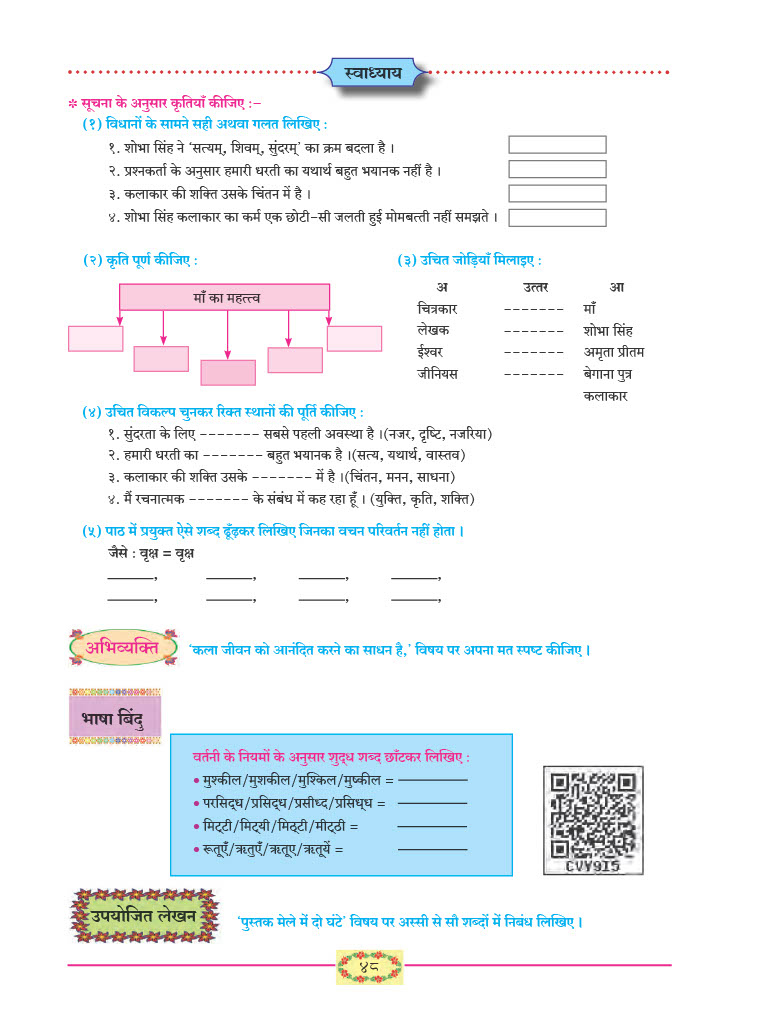 स्वाध्याय
* सूचना के अनुसार कृतियाँ कीजिए :–
(१) विधानों के सामने सही अथवा गलत लिखिए :
१. शोभा सिंह ने ‘सत्यम्, शिवम्, सुंदरम्’ का क्रम बदला है ।
२. प्रश्नकर्ता के अनुसार हमारी धरती का यथार्थ बहुत भयानक नहीं है ।
३. कलाकार की शक्ति उसके चिंतन में है ।
४. शोभा सिंह कलाकार का कर्म एक छोटी-सी जलती हुई मोमबत्ती नहीं समझते ।
(२) कृति पूर्ण कीजिए :
माँ का महत्त्व
(३) उचित जोड़ियाँ मिलाइए :
अ उत्तर आ
चित्रकार ------- माँ
लेखक ------- शोभा सिंह
ईश्वर ------- अमृता प्रीतम
जीनियस ------- बेगाना पुत्र
कलाकार
(४) उचित विकल्प चुनकर रिक्त स्थानों की पूर्ति कीजिए :
१. सुंदरता के लिए ------- सबसे पहली अवस्था है ।(नजर, दृष्टि, नजरिया)
२. हमारी धरती का ------- बहुत भयानक है ।(सत्य, यथार्थ, वास्तव)
३. कलाकार की शक्ति उसके ------- में है ।(चिंतन, मनन, साधना)
४. मैं रचनात्मक ------- के संबंध में कह रहा हूँ । (युक्ति, कृति, शक्ति)
(५) पाठ में प्रयुक्त ऐसे शब्द ढूँढ़कर लिखिए जिनका वचन परिवर्तन नहीं होता ।
जैसे : वृक्ष = वृक्ष
______, ______, ______, ______,
______, ______, ______, ______,
अभिव्यक्ति
‘कला जीवन को आनंदित करने का साधन है,’ विषय पर अपना मत स्पष्ट कीजिए ।
भाषा बिंदु
वर्तनी के नियमों के अनुसार शुद्ध शब्द छाँटकर लिखिए :
• मुश्कील/मुशकील/मुश्किल/मुष्कील = ________
• परसिद्ध/प्रसिद्ध/प्रसीध्द/प्रसिध्ध = ________
• मिट्टी/मिट्यी/मिठ्टी/मीट्ठी = ________
• रूतूएँ/ऋतुएँ/ऋतूए/ऋतूयें = ________
CVY9I5
उपयोजित लेखन
‘पुस्तक मेले में दो घंटे’ विषय पर अस्सी से सौ शब्दों में निबंध लिखिए ।
४८